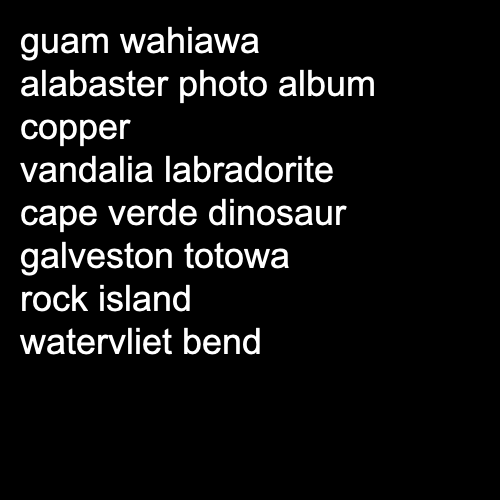 guam wahiawa
alabaster photo album
copper
vandalia labradorite
cape verde dinosaur
galveston totowa
rock island
watervliet bend